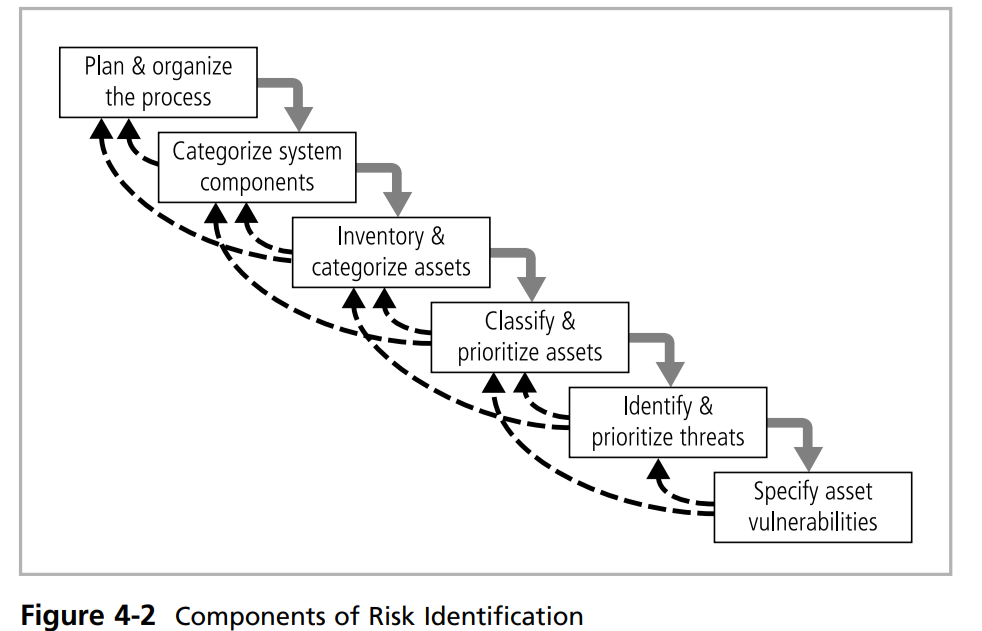 Plan & organize
the process
Categorize system
components
Inventory &
categorize assets
Classify &
prioritize assets
Identify &
prioritize threats
Specify asset
vulnerabilities
Figure 4-2 Components of Risk Identification